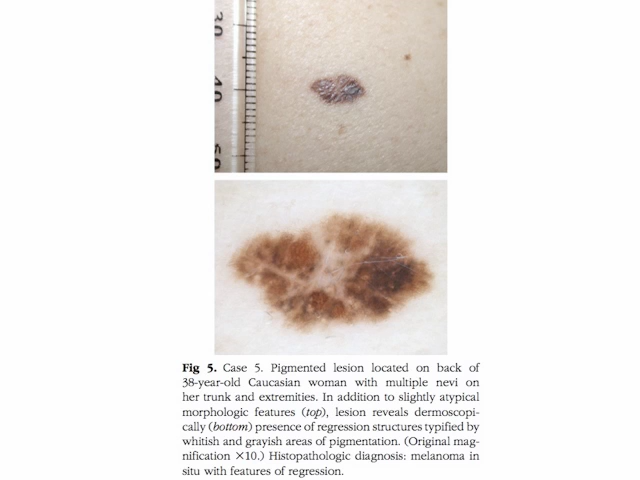 30
40
50
Fig 5. Case 5. Pigmented lesion located on back of
38-year-old Caucasian woman with multiple nevi on
her trunk and extremities. In addition to slightly atypical
morphologic features (top), lesion reveals dermoscopi-
cally (bottom) presence of regression structures typified by
whitish and grayish areas of pigmentation. (Original mag-
nification ×10.) Histopathologic diagnosis: melanoma in
situ with features of regression.